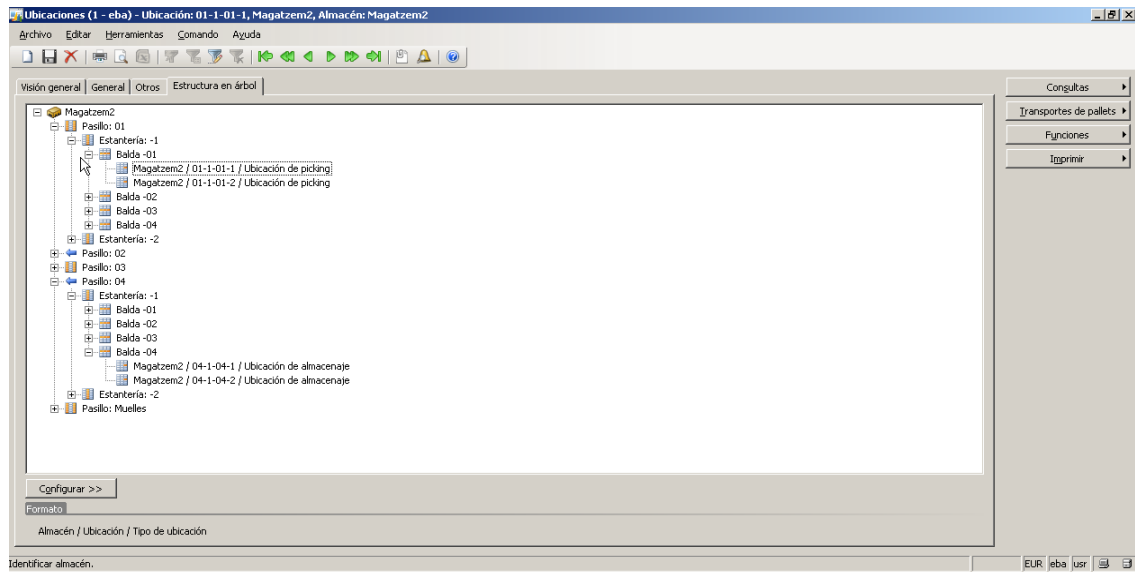 Ubicaciones (1 - eba) - Ubicación: 01-1-01-1, Magatzem2, Almacén: Magatzem2
Archivo Editar Herramientas Comando Ayuda
Visión general General Otros Estructura en árbol
Magatzem2
Pasillo: 01
Estantería: -1
Balda -01
Magatzem2 / 01-1-01-1 / Ubicación de picking
Magatzem2 / 01-1-01-2 / Ubicación de picking
Balda -02
Balda -03
Balda -04
Estantería: -2
Pasillo: 02
Pasillo: 03
Pasillo: 04
Estantería: -1
Balda -01
Balda -02
Balda -03
Balda -04
Magatzem2 / 04-1-04-1 / Ubicación de almacenaje
Magatzem2 / 04-1-04-2 / Ubicación de almacenaje
Estantería: -2
Pasillo: Muelles
Consultas
Transportes de pallets
Funciones
Imprimir
Configurar >>
Formato
Almacén / Ubicación / Tipo de ubicación
Identificar almacén.
EUR eba usr